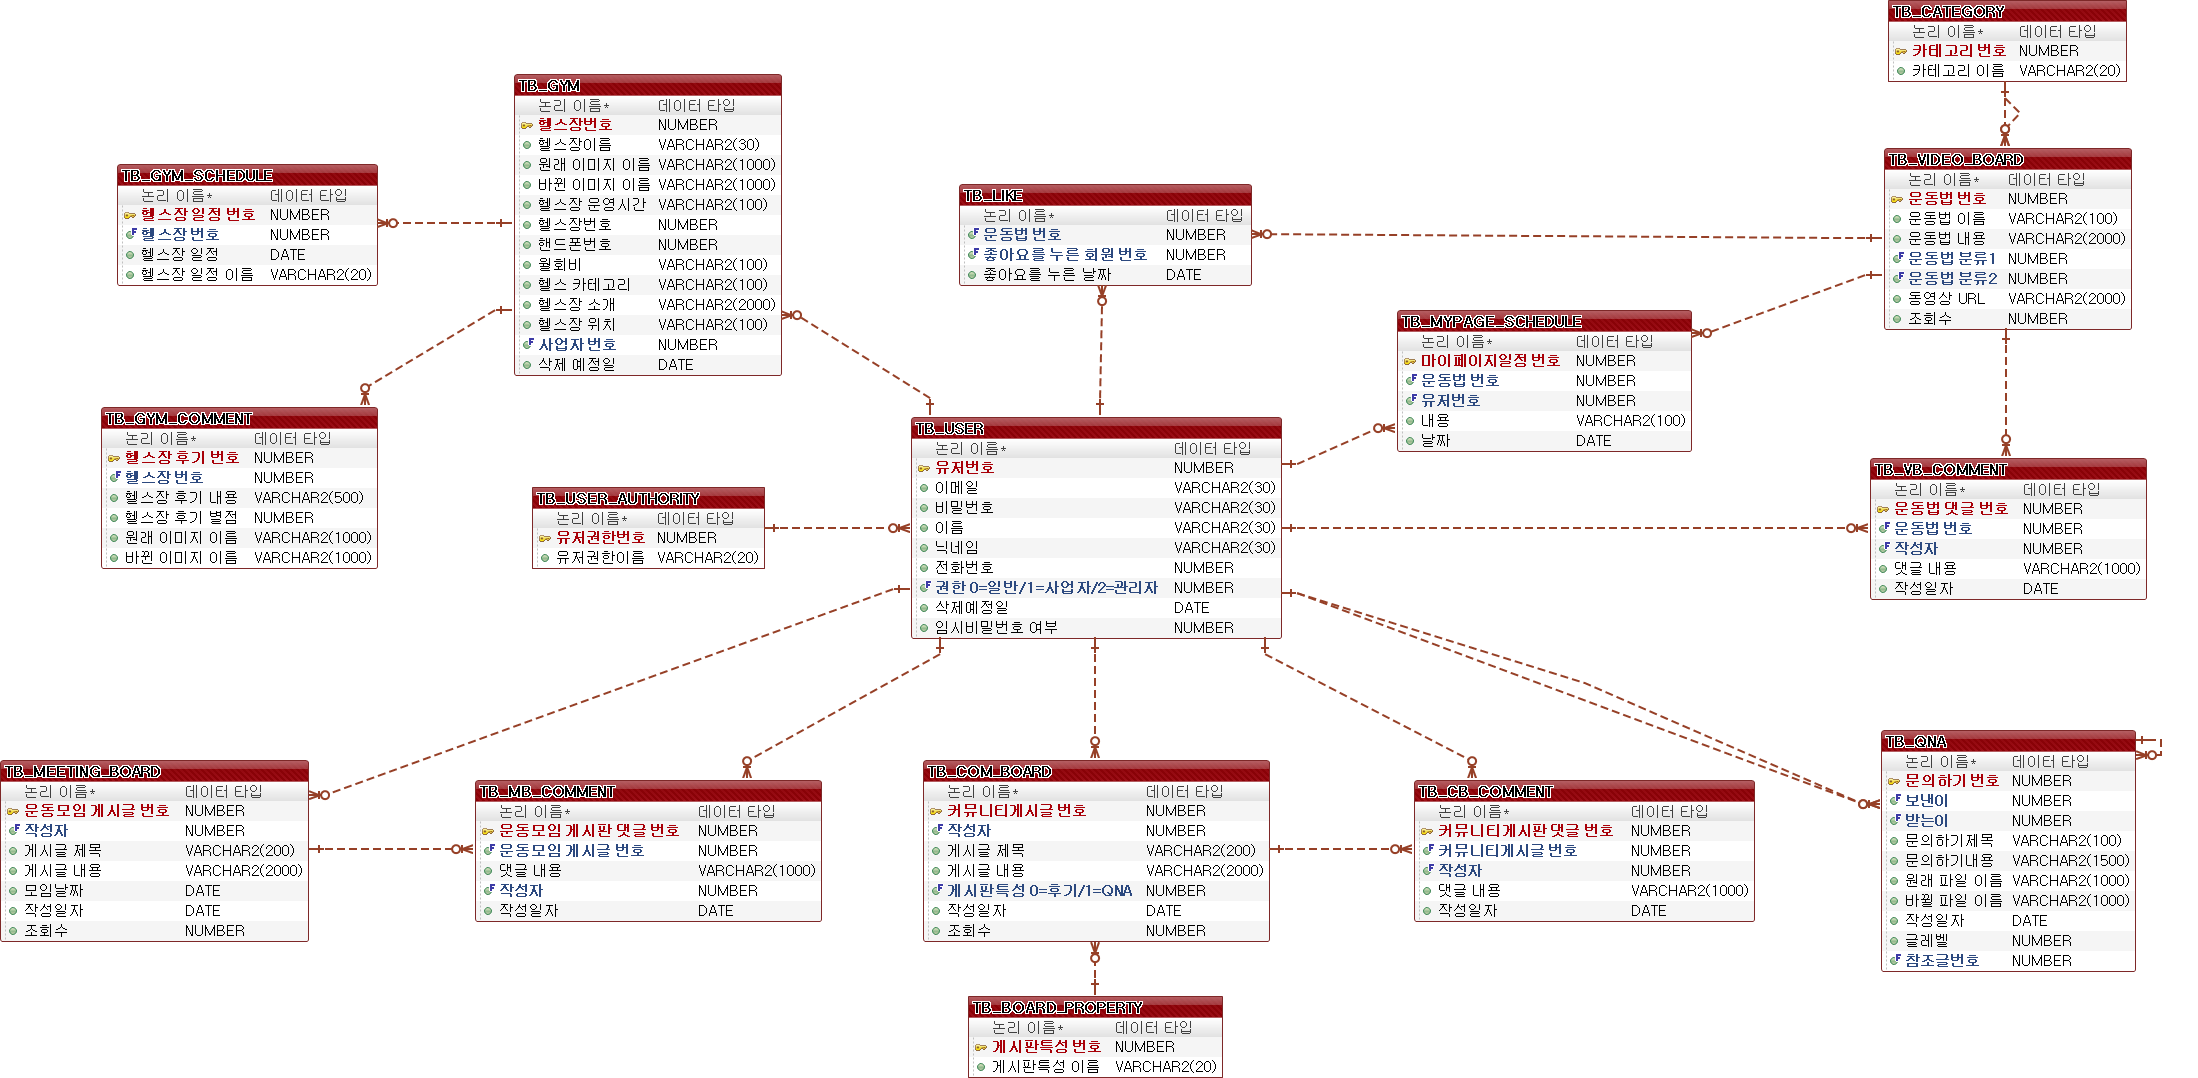 TB_CATEGORY
논리 이름* 데이터 타입
카테고리 번호 NUMBER
카테고리 이름 VARCHAR2(20)
TB_GYM
논리 이름* 데이터 타입
헬스장번호 NUMBER
헬스장이름 VARCHAR2(30)
원래 이미지 이름 VARCHAR2(1000)
바뀐 이미지 이름 VARCHAR2(1000)
헬스장 운영시간 VARCHAR2(100)
헬스장번호 NUMBER
핸드폰번호 NUMBER
월회비 VARCHAR2(100)
헬스 카테고리 VARCHAR2(100)
헬스장 소개 VARCHAR2(2000)
헬스장 위치 VARCHAR2(100)
사업자 번호 NUMBER
삭제 예정일 DATE
TB_GYM_SCHEDULE
논리 이름* 데이터 타입
헬스장 일정 번호 NUMBER
헬스장 번호 NUMBER
헬스장 일정 DATE
헬스장 일정 이름 VARCHAR2(20)
TB_LIKE
논리 이름* 데이터 타입
운동법 번호 NUMBER
좋아요를 누른 회원 번호 NUMBER
좋아요를 누른 날짜 DATE
TB_VIDEO_BOARD
논리 이름* 데이터 타입
운동법 번호 NUMBER
운동법 이름 VARCHAR2(100)
운동법 내용 VARCHAR2(2000)
운동법 분류1 NUMBER
운동법 분류2 NUMBER
동영상 URL VARCHAR2(2000)
조회수 NUMBER
TB_MYPAGE_SCHEDULE
논리 이름* 데이터 타입
마이페이지일정 번호 NUMBER
운동법 번호 NUMBER
유저번호 NUMBER
내용 VARCHAR2(100)
날짜 DATE
TB_GYM_COMMENT
논리 이름* 데이터 타입
헬스장 후기 번호 NUMBER
헬스장 번호 NUMBER
헬스장 후기 내용 VARCHAR2(500)
헬스장 후기 별점 NUMBER
원래 이미지 이름 VARCHAR2(1000)
바뀐 이미지 이름 VARCHAR2(1000)
TB_USER
논리 이름* 데이터 타입
유저번호 NUMBER
이메일 VARCHAR2(30)
비밀번호 VARCHAR2(30)
이름 VARCHAR2(30)
닉네임 VARCHAR2(30)
전화번호 NUMBER
권한 0=일반/1=사업자/2=관리자 NUMBER
삭제예정일 DATE
임시비밀번호 여부 NUMBER
TB_USER_AUTHORITY
논리 이름* 데이터 타입
유저권한번호 NUMBER
유저권한이름 VARCHAR2(20)
TB_VB_COMMENT
논리 이름* 데이터 타입
운동법 댓글 번호 NUMBER
운동법 번호 NUMBER
작성자 NUMBER
댓글 내용 VARCHAR2(1000)
작성일자 DATE
TB_MEETING_BOARD
논리 이름* 데이터 타입
운동모임 게시글 번호 NUMBER
작성자 NUMBER
게시글 제목 VARCHAR2(200)
게시글 내용 VARCHAR2(2000)
모임날짜 DATE
작성일자 DATE
조회수 NUMBER
TB_MB_COMMENT
논리 이름* 데이터 타입
운동모임 게시판 댓글 번호 NUMBER
운동모임 게시글 번호 NUMBER
댓글 내용 VARCHAR2(1000)
작성자 NUMBER
작성일자 DATE
TB_COM_BOARD
논리 이름* 데이터 타입
커뮤니티게시글 번호 NUMBER
작성자 NUMBER
게시글 제목 VARCHAR2(200)
게시글 내용 VARCHAR2(2000)
게시판특성 0=후기/1=QNA NUMBER
작성일자 DATE
조회수 NUMBER
TB_CB_COMMENT
논리 이름* 데이터 타입
커뮤니티게시판 댓글 번호 NUMBER
커뮤니티게시글 번호 NUMBER
작성자 NUMBER
댓글 내용 VARCHAR2(1000)
작성일자 DATE
TB_QNA
논리 이름* 데이터 타입
문의하기 번호 NUMBER
보낸이 NUMBER
받는이 NUMBER
문의하기제목 VARCHAR2(100)
문의하기내용 VARCHAR2(1500)
원래 파일 이름 VARCHAR2(1000)
바뀔 파일 이름 VARCHAR2(1000)
작성일자 DATE
글레벨 NUMBER
참조글번호 NUMBER
TB_BOARD_PROPERTY
논리 이름* 데이터 타입
게시판특성 번호 NUMBER
게시판특성 이름 VARCHAR2(20)